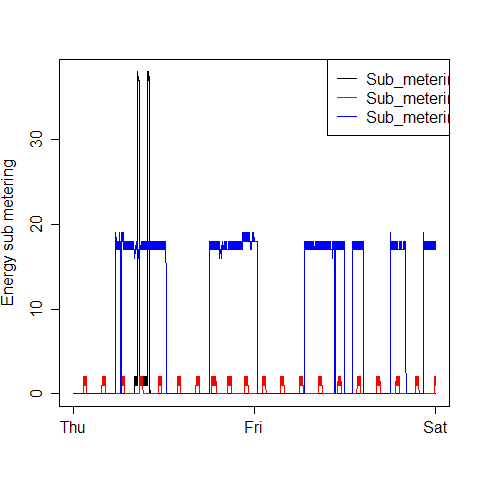 Sub_meterin
Sub_meterin
Sub_meterin
Energy sub metering
30
20
10
0
Thu
Fri
Sat